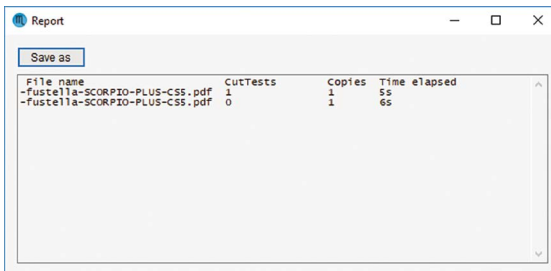 Report
Save as
File name CutTests Copies Time elapsed
-fustella-SCORPIO-PLUS-CS5.pdf 1 1 5s
-fustella-SCORPIO-PLUS-CS5.pdf 0 1 6s